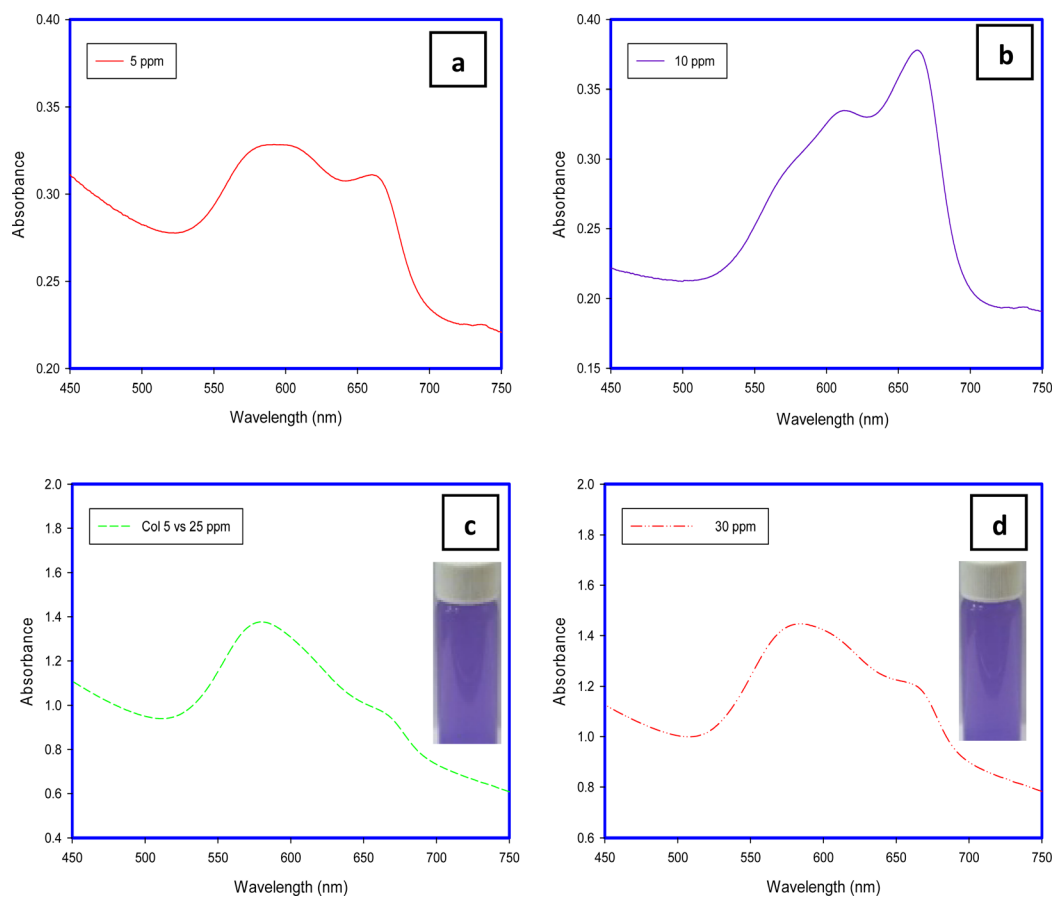 0.40
0.35
0.30
0.25
0.20
Absorbance
5 ppm
a
450 500 550 600 650 700 750
Wavelength (nm)
0.40
0.35
0.30
0.25
0.20
0.15
Absorbance
10 ppm
b
450 500 550 600 650 700 750
Wavelength (nm)
2.0
1.8
1.6
1.4
1.2
1.0
0.8
0.6
0.4
Absorbance
Col 5 vs 25 ppm
c
450 500 550 600 650 700 750
Wavelength (nm)
2.0
1.8
1.6
1.4
1.2
1.0
0.8
0.6
Absorbance
30 ppm
d
450 500 550 600 650 700 750
Wavelength (nm)